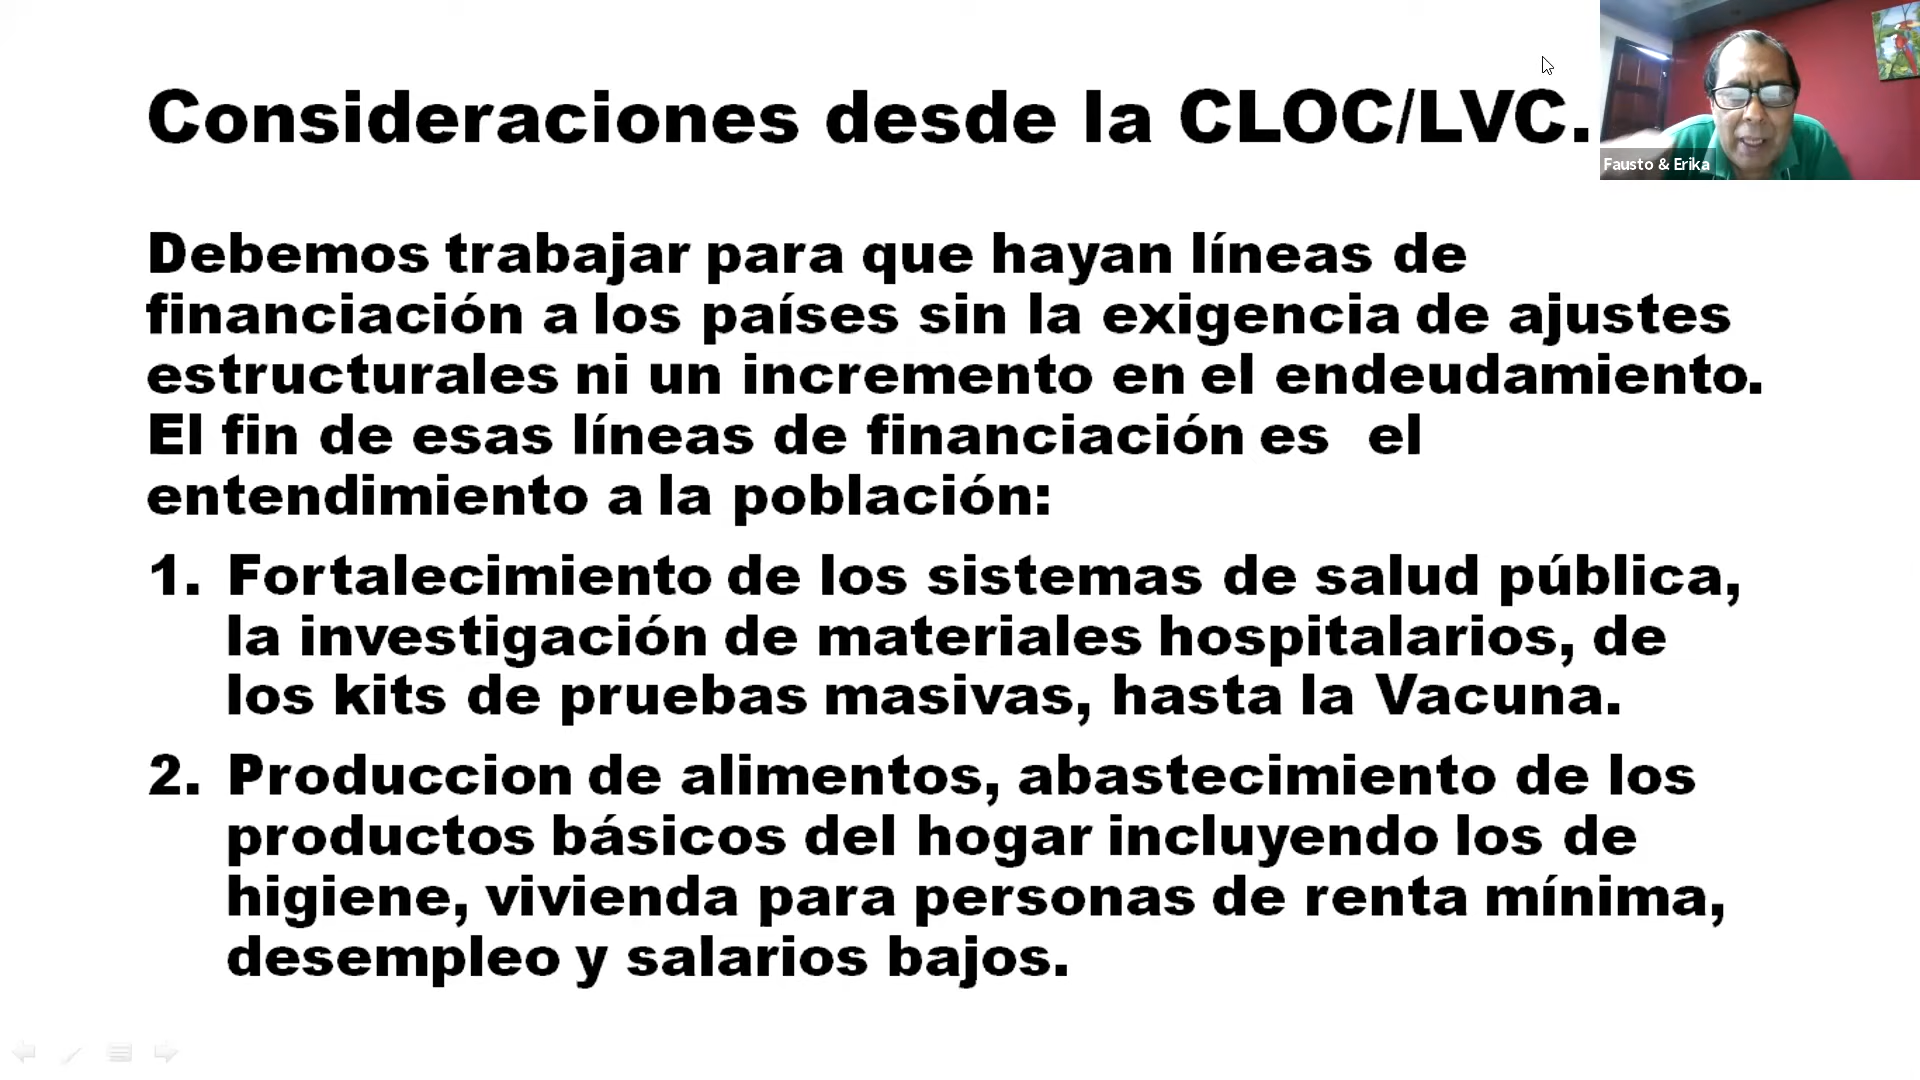 Consideraciones desde la CLOC/LVC.
Fausto & Erika
Debemos trabajar para que hayan líneas de
financiación a los países sin la exigencia de ajustes
estructurales ni un incremento en el endeudamiento.
El fin de esas líneas de financiación es el
entendimiento a la población:
1. Fortalecimiento de los sistemas de salud pública,
la investigación de materiales hospitalarios, de
los kits de pruebas masivas, hasta la Vacuna.
2. Produccion de alimentos, abastecimiento de los
productos básicos del hogar incluyendo los de
higiene, vivienda para personas de renta mínima,
desempleo y salarios bajos.